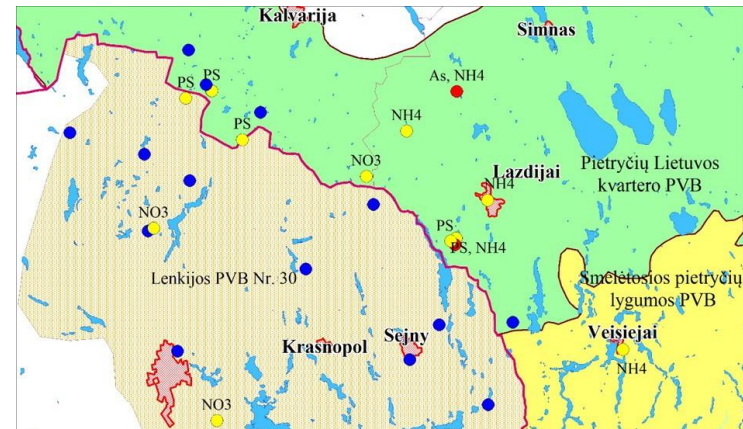 Kalvarija
Simnas
PS
PS
As, NH4
NH4
PS
NO3
Lazdijai
NH4
Pietryčių Lietuvos
kvartero PVB
NO3
PS
PS, NH4
Lenkijos PVB Nr. 30
Smėlėtosios pietryčių
lygumos PVB
Krasnopol
Sejny
Veisiejai
NH4
NO3